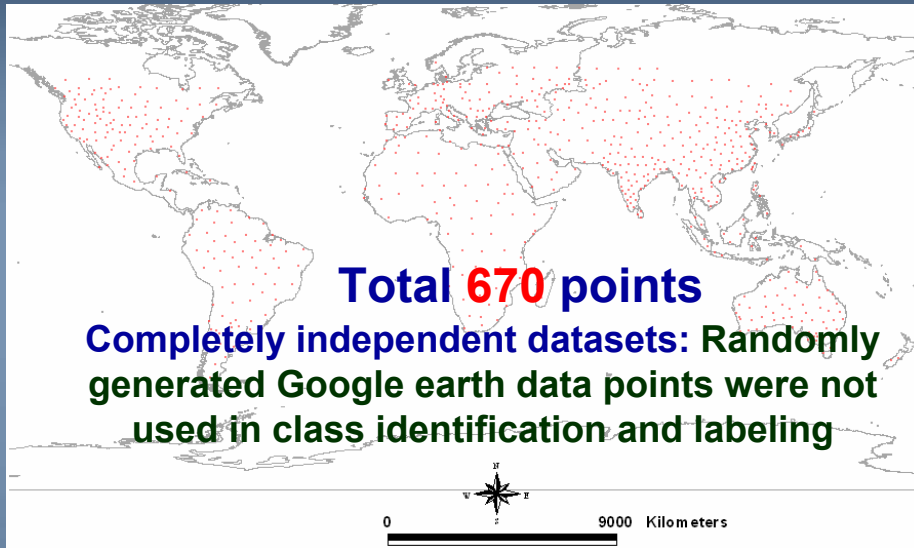 Total 670 points
Completely independent datasets: Randomly
generated Google earth data points were not
used in class identification and labeling
N
W E
S
0 9000 Kilometers